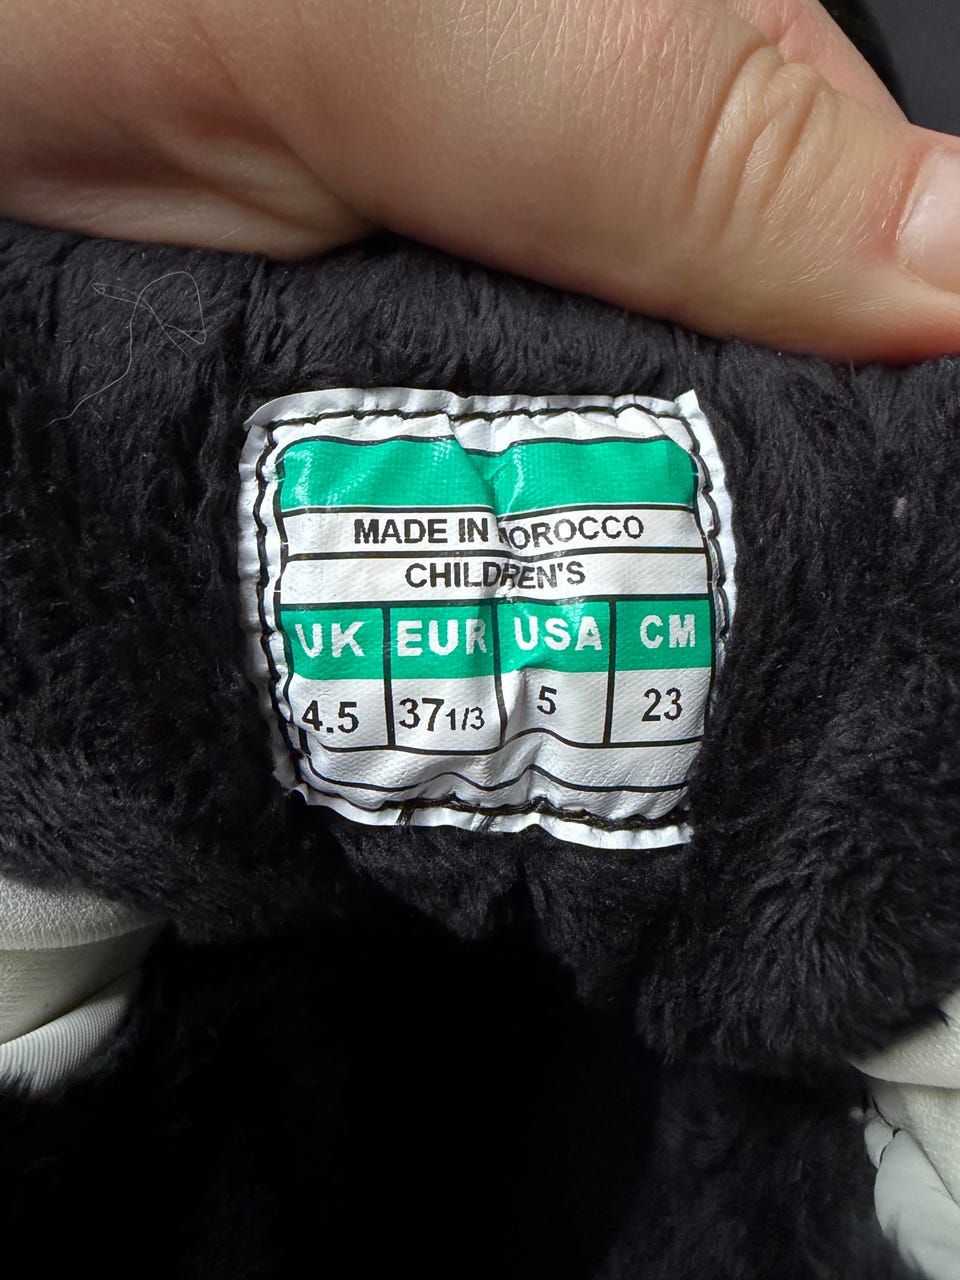 MADE IN MOROCCO
CHILDREN'S
UK EUR USA CM
4.5 37 1/3 5 23